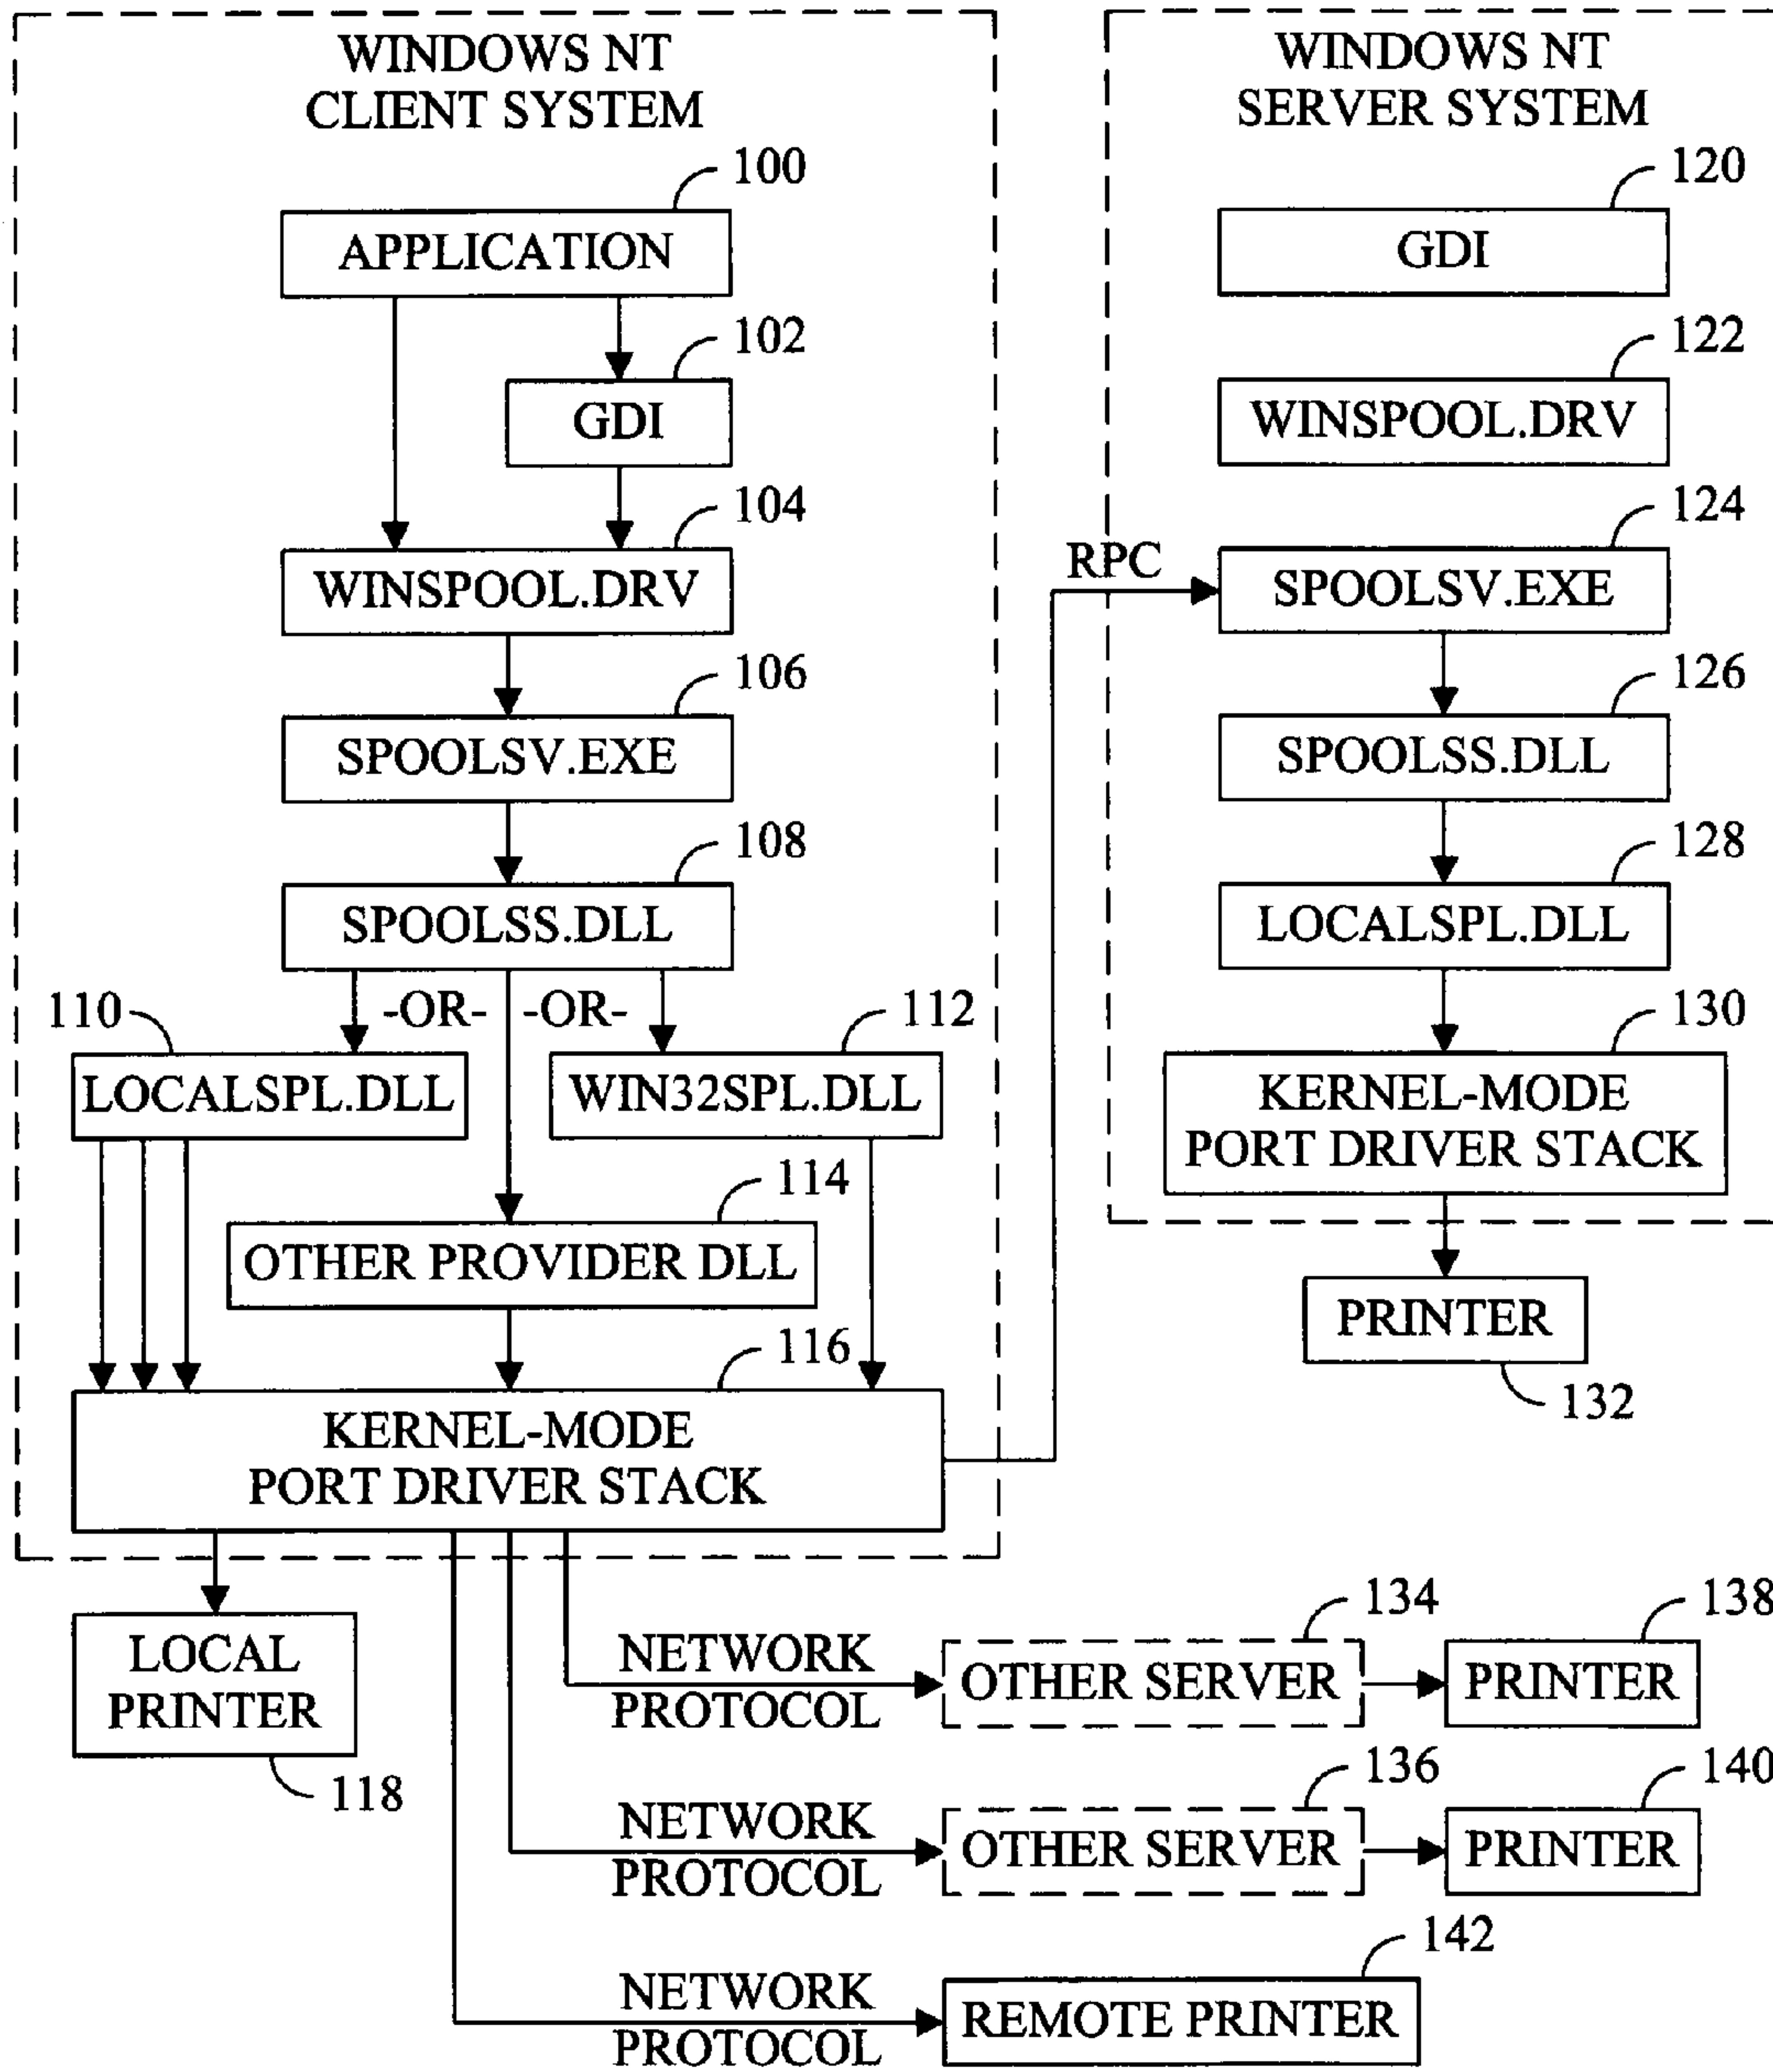 WINDOWS NT
CLIENT SYSTEM
100
APPLICATION
102
GDI
104
WINSPOOL.DRV
106
SPOOLSV.EXE
108
SPOOLSS.DLL
-OR-
-OR-
110
LOCALSPL.DLL
112
WIN32SPL.DLL
114
OTHER PROVIDER DLL
116
KERNEL-MODE
PORT DRIVER STACK
LOCAL
PRINTER
118
WINDOWS NT
SERVER SYSTEM
120
GDI
122
WINSPOOL.DRV
RPC
124
SPOOLSV.EXE
126
SPOOLSS.DLL
128
LOCALSPL.DLL
130
KERNEL-MODE
PORT DRIVER STACK
PRINTER
132
NETWORK
PROTOCOL
134
OTHER SERVER
138
PRINTER
NETWORK
PROTOCOL
136
OTHER SERVER
140
PRINTER
NETWORK
PROTOCOL
142
REMOTE PRINTER